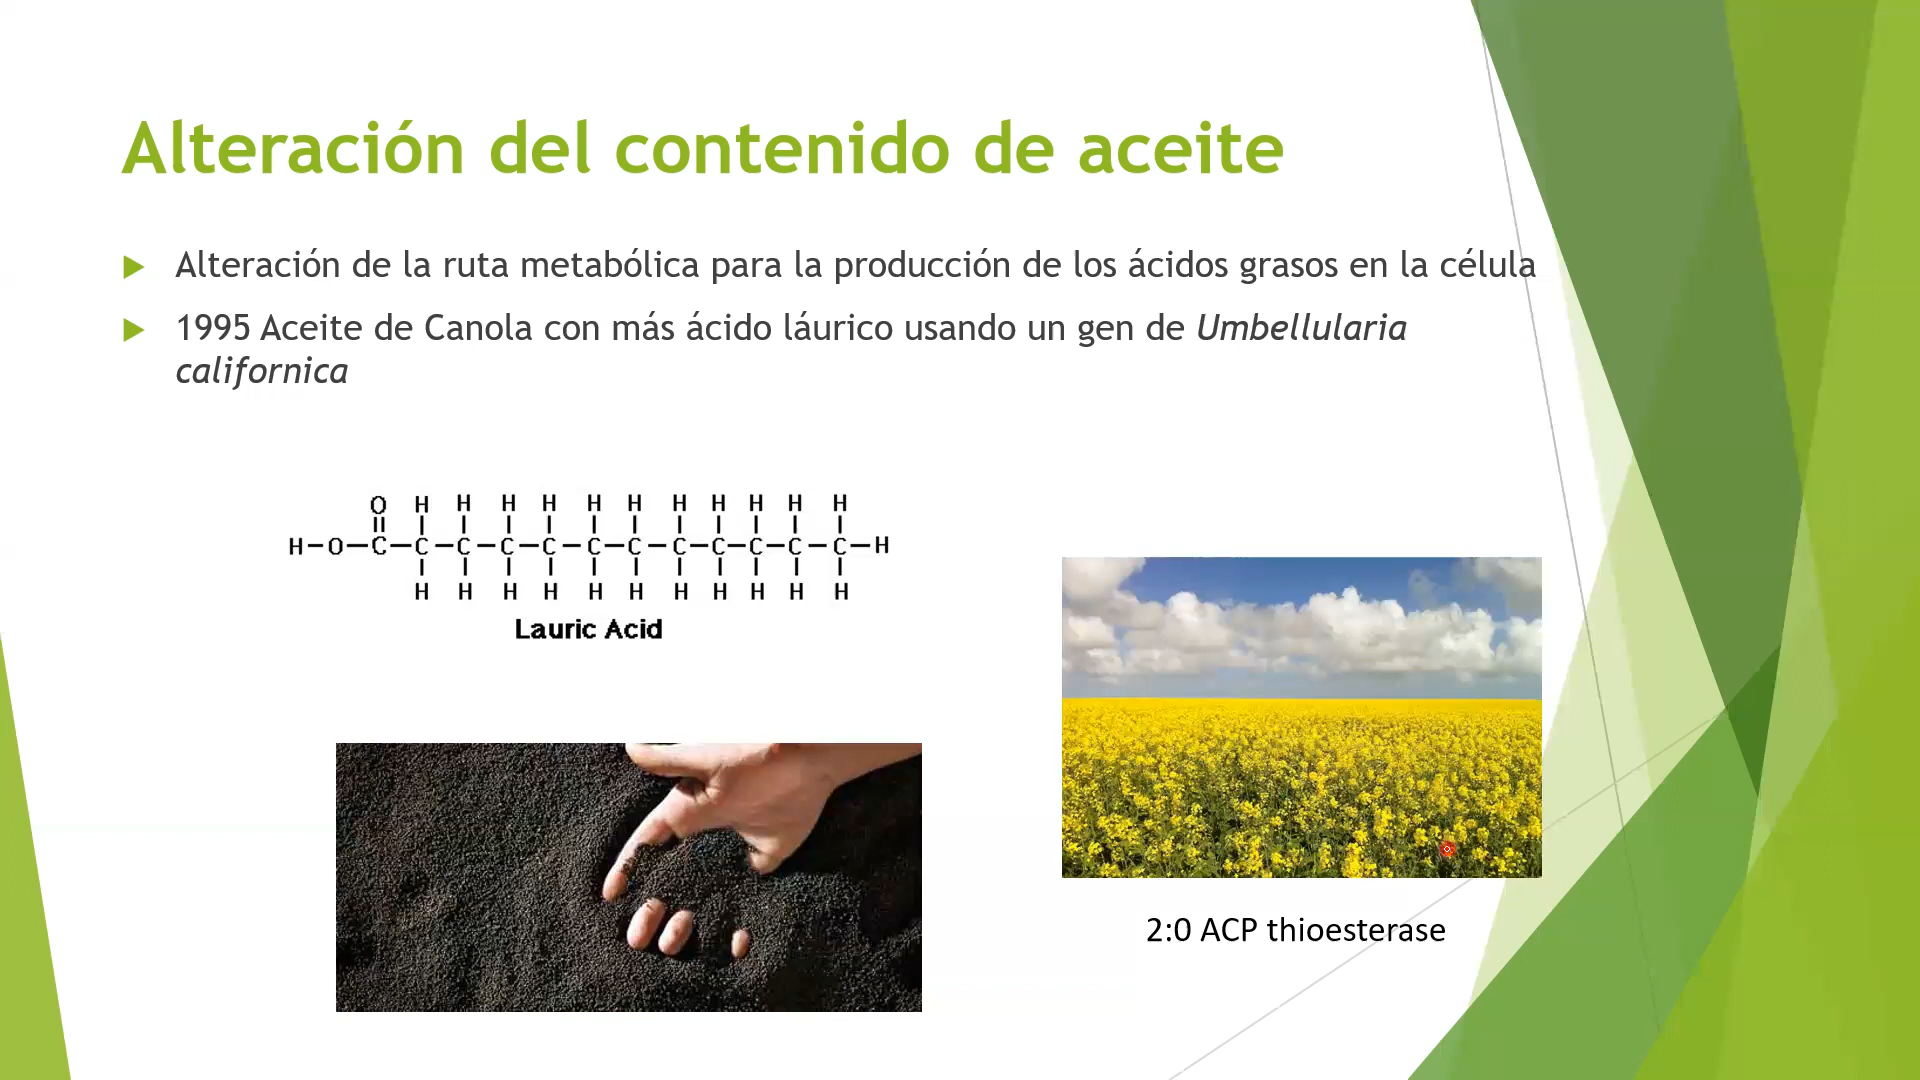 Alteración del contenido de aceite
Alteración de la ruta metabólica para la producción de los ácidos grasos en la célula
1995 Aceite de Canola con más ácido láurico usando un gen de Umbellularia
californica
O H H H H H H H H H H H
H-O-C-C-C-C-C-C-C-C-C-C-C-C-H
H H H H H H H H H H H
Lauric Acid
2:0 ACP thioesterase